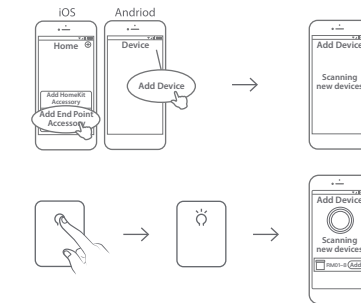 iOS Andriod
Home Device
Add HomeKit
Accessory
Add End Point
Accessory
Add Device
Add Device
Scanning
new devices
Add Device
Scanning
new devices
RM01-B Add